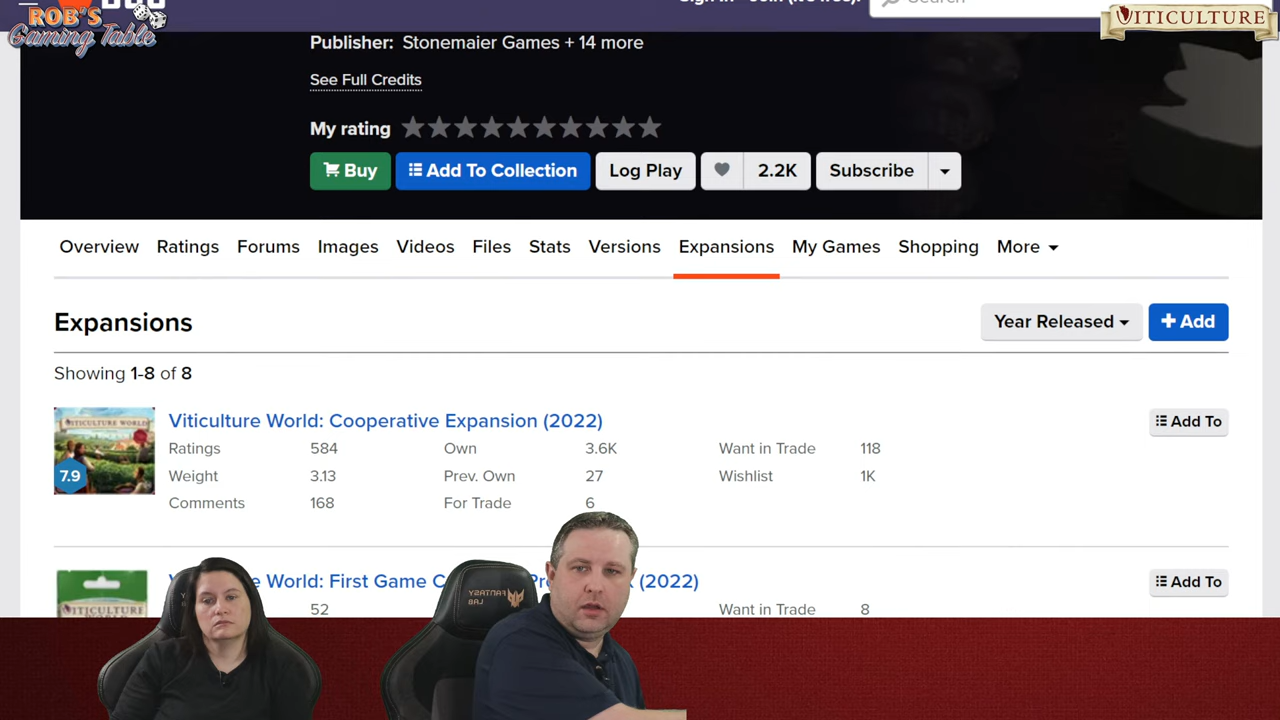 ROB'S
Gaming Table
VITICULTURE
Publisher: Stonemaier Games + 14 more
See Full Credits
My rating
Buy
Add To Collection
Log Play
2.2K
Subscribe
Overview Ratings Forums Images Videos Files Stats Versions Expansions My Games Shopping More
Expansions
Year Released
+ Add
Showing 1-8 of 8
VITICULTURE WORLD
7.9
Viticulture World: Cooperative Expansion (2022)
Add To
Ratings 584 Own 3.6K Want in Trade 118
Weight 3.13 Prev. Own 27 Wishlist 1K
Comments 168 For Trade 6
World: First Game (2022)
Add To
52 Want in Trade 8
FANTASY
LAB